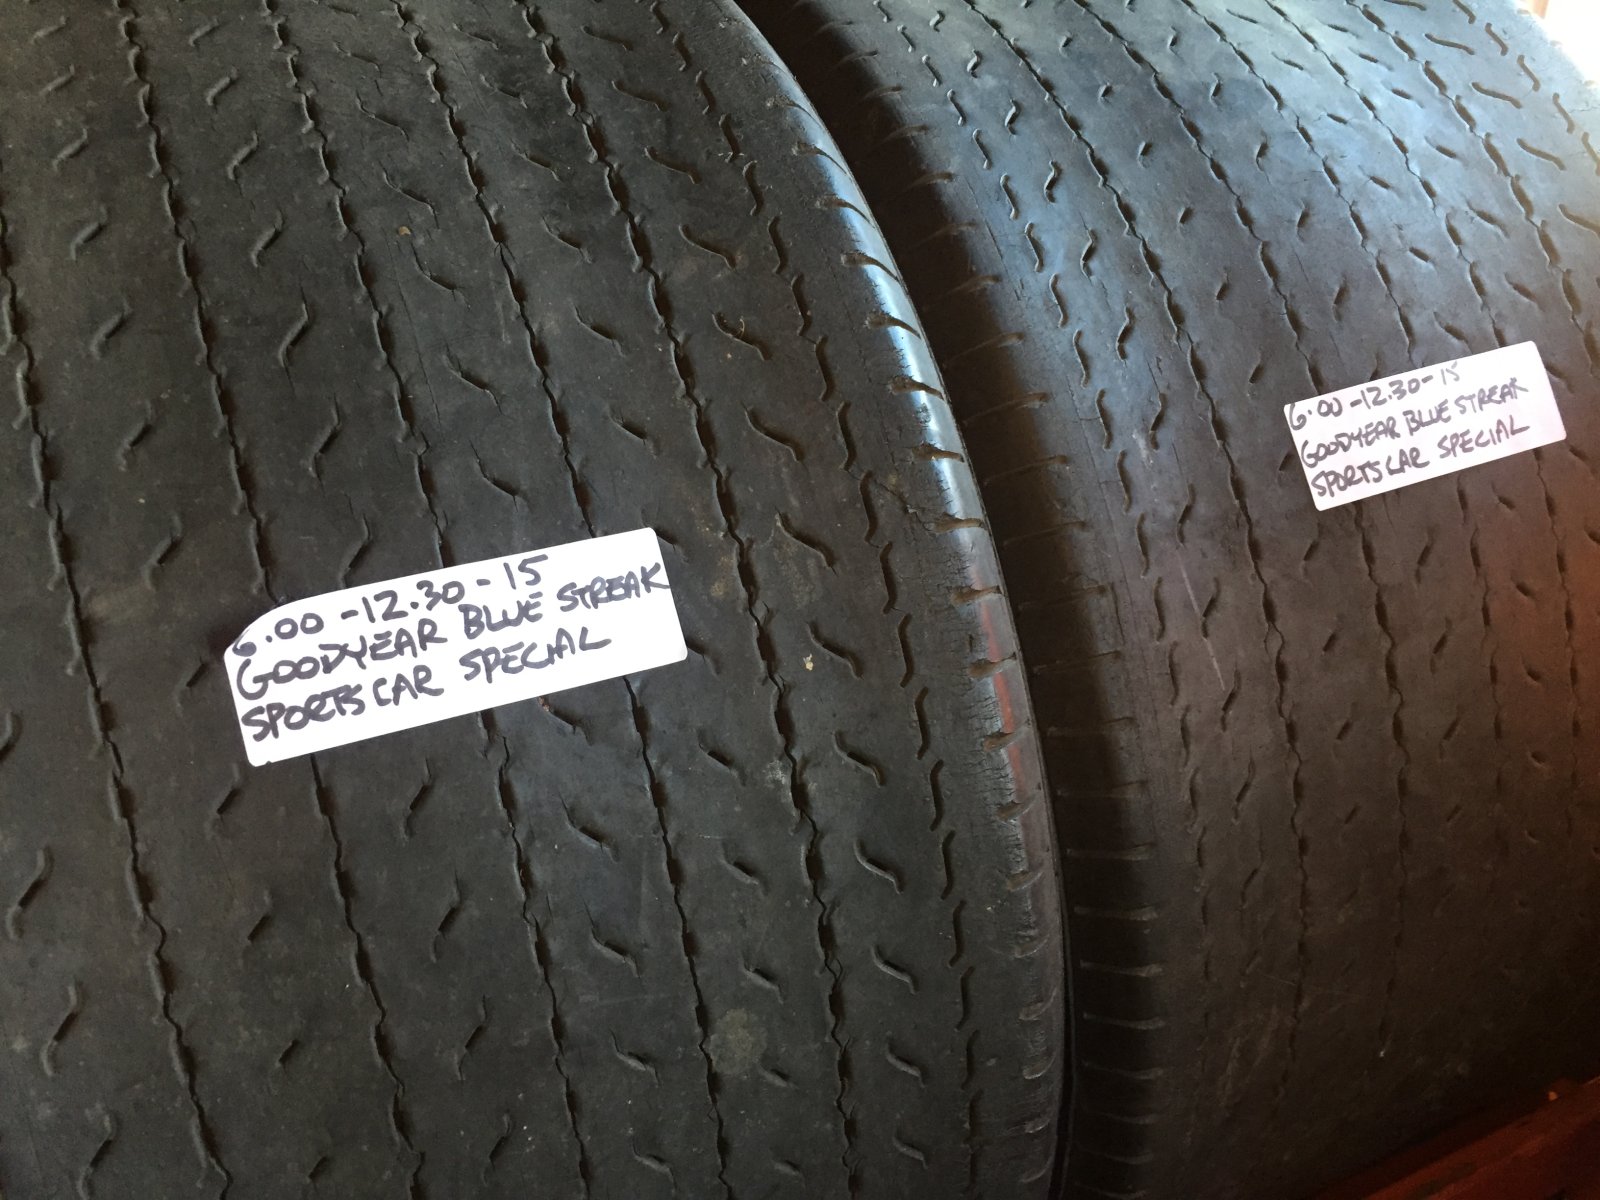 6.00-12.30-15
GOODYEAR BLUE STREAK
SPORTS CAR SPECIAL
6.00-12.30-15
GOODYEAR BLUE STREAK
SPORTS CAR SPECIAL